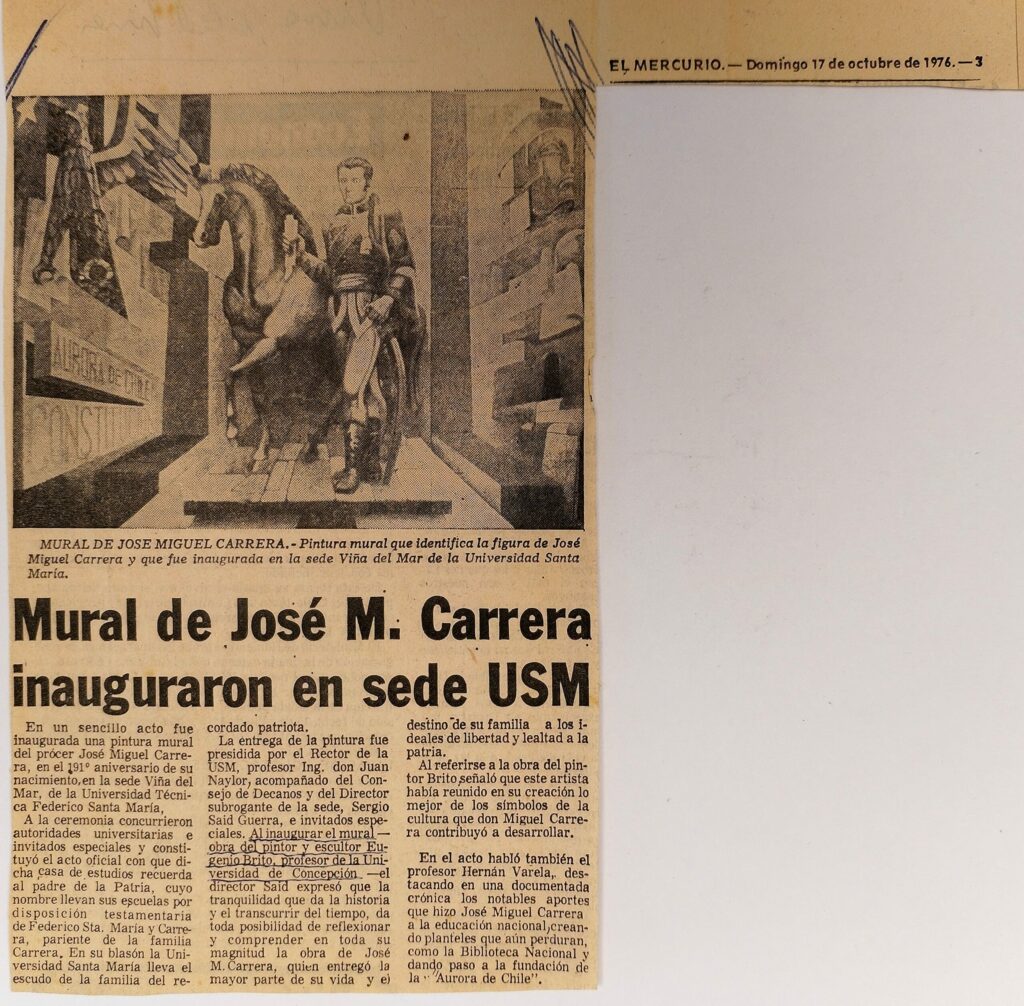 EL MERCURIO.— Domingo 17 de octubre de 1976.—3
AURORA DE CHILE
CONSTITU
MURAL DE JOSE MIGUEL CARRERA.- Pintura mural que identifica la figura de José
Miguel Carrera y que fue inaugurada en la sede Viña del Mar de la Universidad Santa
María.
Mural de José M. Carrera
inauguraron en sede USM
En un sencillo acto fue
inaugurada una pintura mural
del prócer José Miguel Carre-
ra, en el 191º aniversario de su
nacimiento, en la sede Viña del
Mar, de la Universidad Técni-
ca Federico Santa María,
A la ceremonia concurrieron
autoridades universitarias e
invitados especiales y consti-
tuyó el acto oficial con que di-
cha casa de estudios recuerda
al padre de la Patria, cuyo
nombre llevan sus escuelas por
disposición testamentaria
de Federico Sta. María y Carre-
ra, pariente de la familia
Carrera. En su blasón la Uni-
versidad Santa María lleva el
escudo de la familia del re-
cordado patriota.
La entrega de la pintura fue
presidida por el Rector de la
USM, profesor Ing. don Juan
Naylor, acompañado del Con-
sejo de Decanos y del Director
subrogante de la sede, Sergio
Said Guerra, e invitados espe-
ciales. Al inaugurar el mural —
obra del pintor y escultor Eu-
genio Brito, profesor de la Uni-
versidad de Concepción —el
director Said expresó que la
tranquilidad que da la historia
y el transcurrir del tiempo, da
toda posibilidad de reflexionar
y comprender en toda su
magnitud la obra de José
M. Carrera, quien entregó la
mayor parte de su vida y el
destino de su familia a los i-
deales de libertad y lealtad a la
patria.
Al referirse a la obra del pin-
tor Brito señaló que este artista
había reunido en su creación lo
mejor de los símbolos de la
cultura que don Miguel Carre-
ra contribuyó a desarrollar.
En el acto habló también el
profesor Hernán Varela, des-
tacando en una documentada
crónica los notables aportes
que hizo José Miguel Carrera
a la educación nacional, crean-
do planteles que aún perduran,
como la Biblioteca Nacional y
dando paso a la fundación de
la "Aurora de Chile".